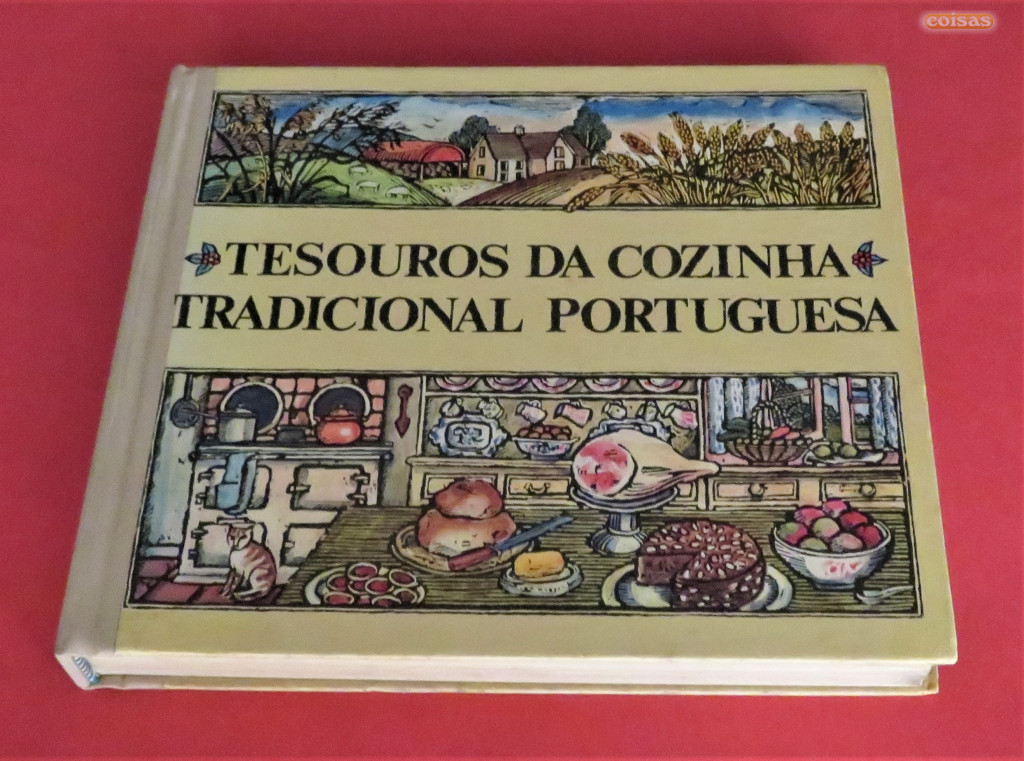 coisas
TESOUROS DA COZINHA
TRADICIONAL PORTUGUESA